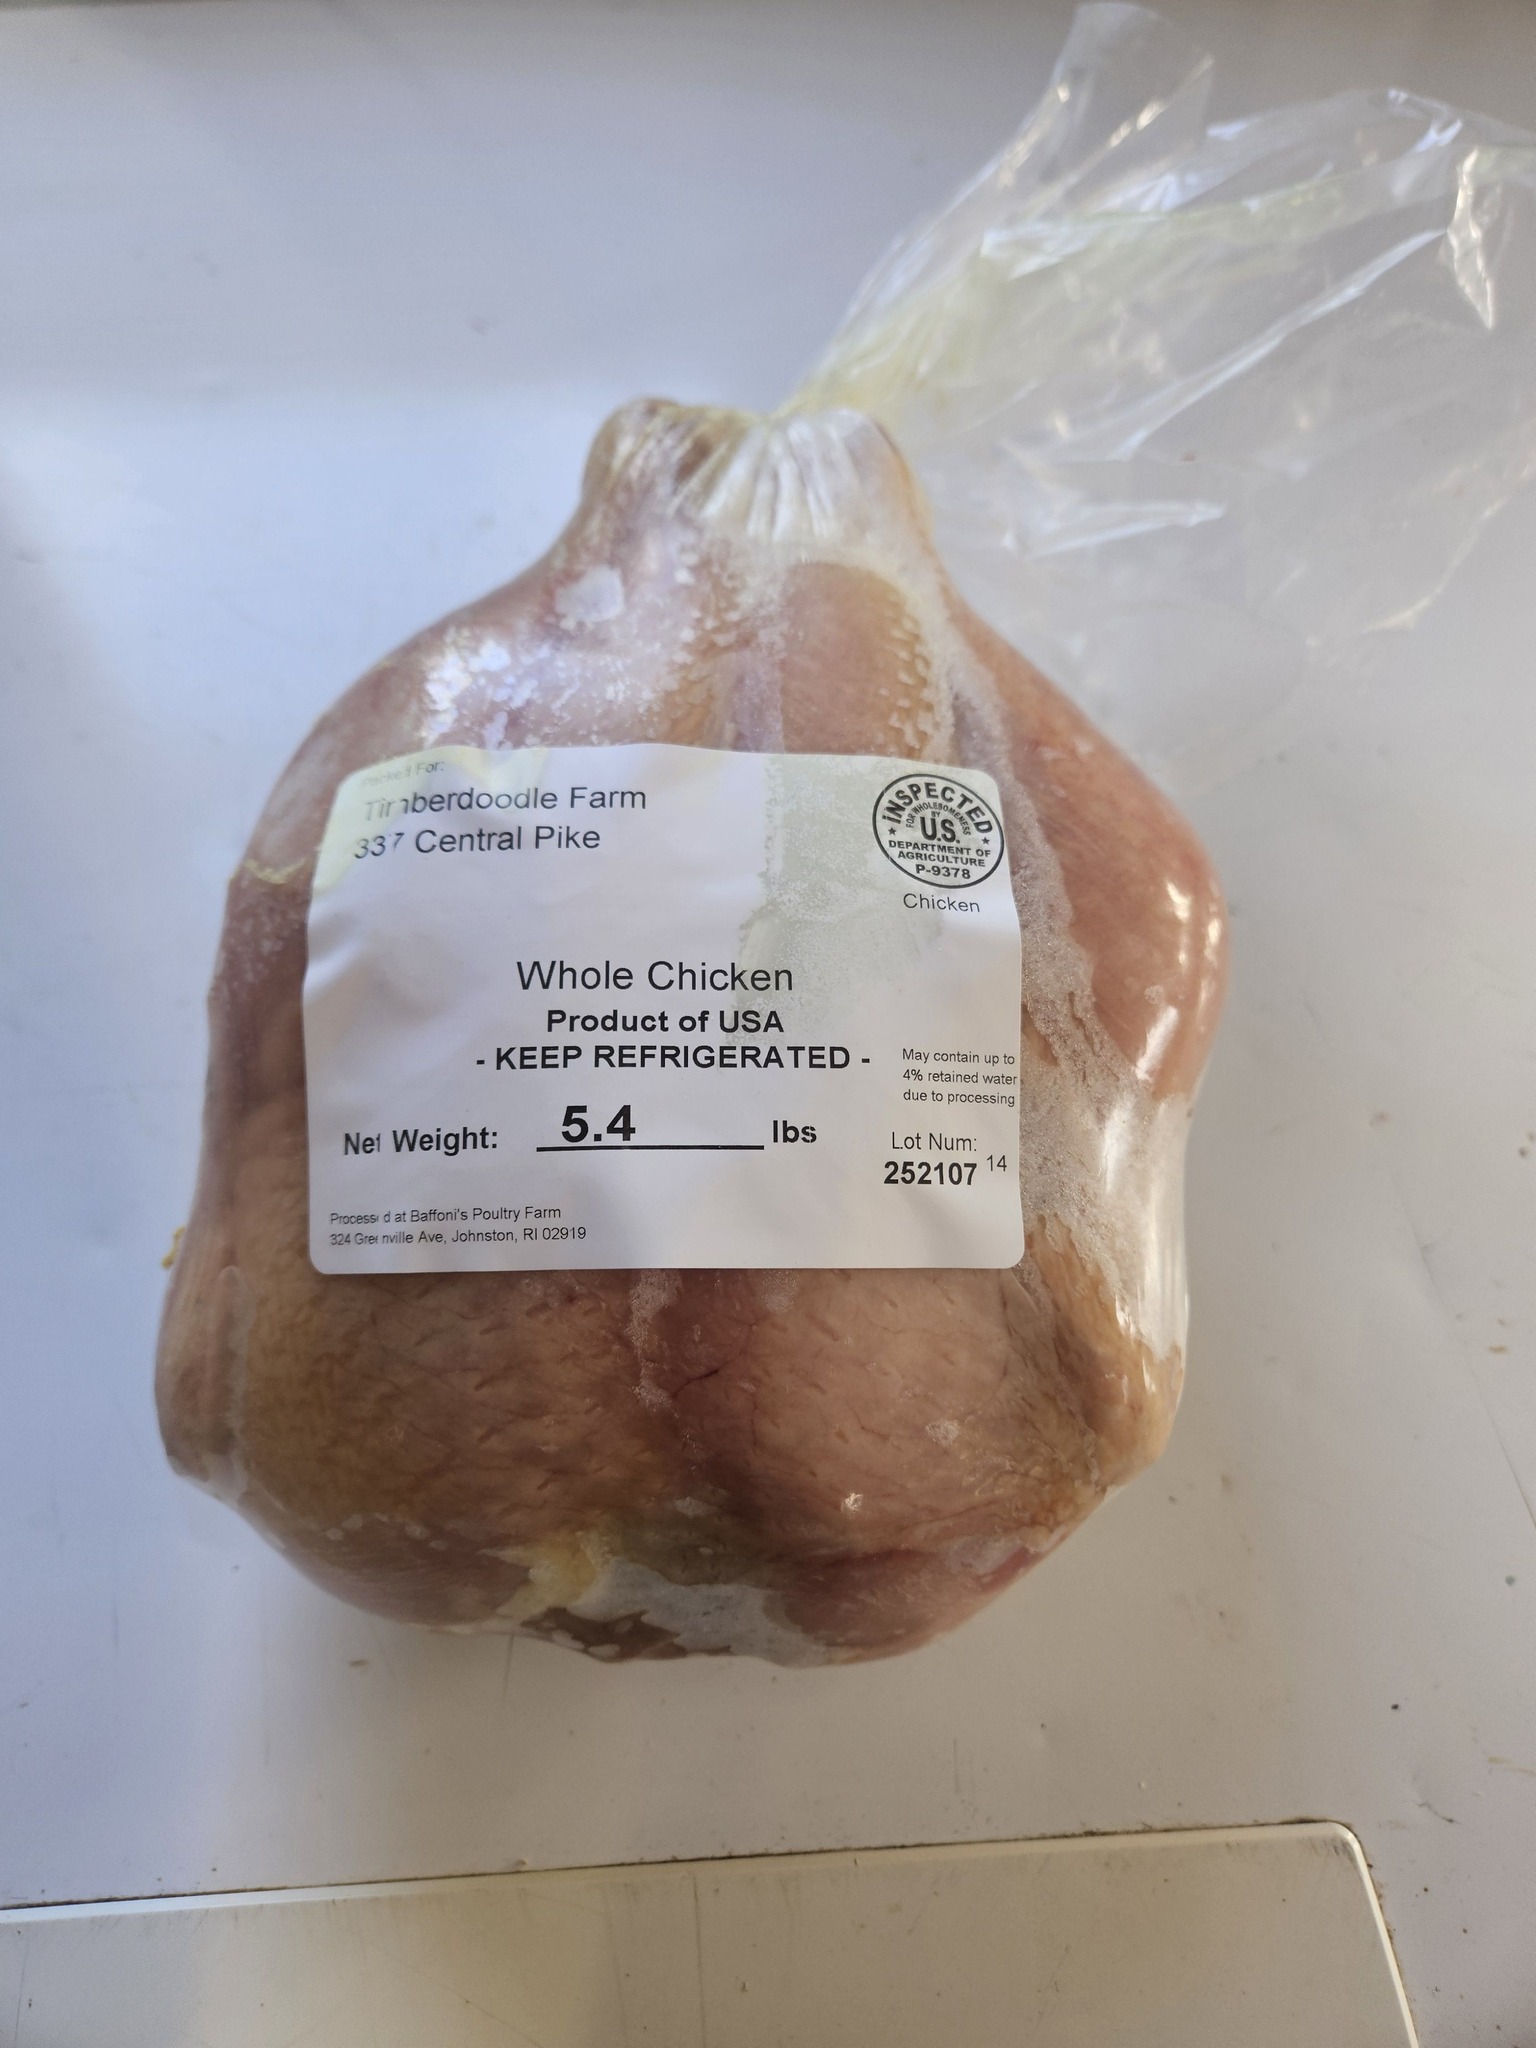 Packed For:
Timberdoodle Farm
337 Central Pike
INSPECTED
FOR WHOLESOMENESS
BY
U.S.
DEPARTMENT OF
AGRICULTURE
P-9378
Chicken
Whole Chicken
Product of USA
- KEEP REFRIGERATED -
May contain up to
4% retained water
due to processing
Net Weight: 5.4 lbs
Lot Num:
252107 14
Processed at Baffoni's Poultry Farm
324 Greenville Ave, Johnston, RI 02919